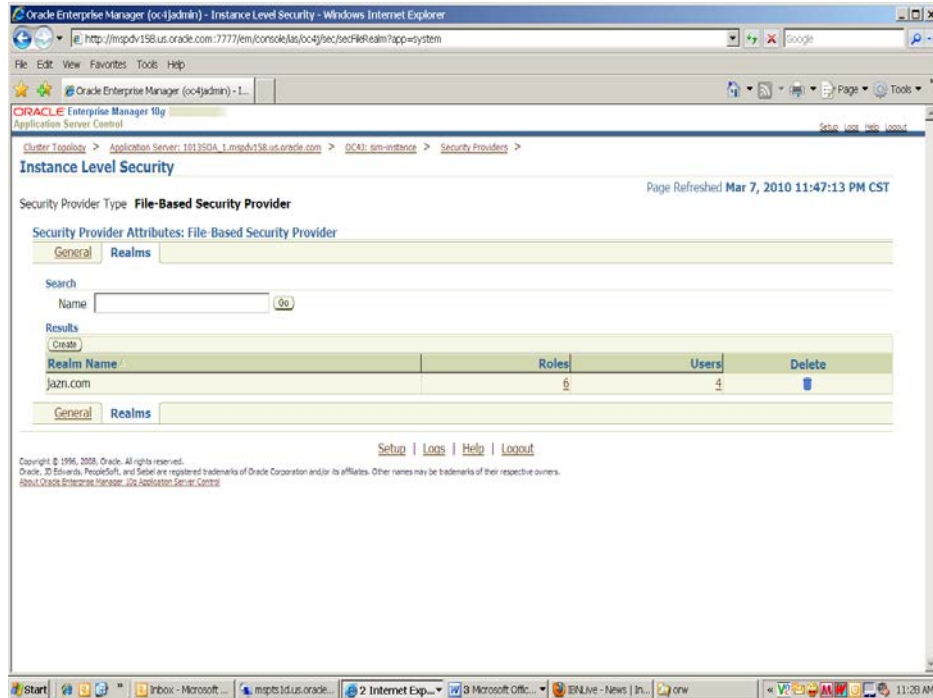 Oracle Enterprise Manager (oc4jadmin) - Instance Level Security - Windows Internet Explorer
http://mspdv158.us.oracle.com:7777/em/console/ias/oc4j/sec/secFileRealm?app=system
Google
File Edit View Favorites Tools Help
Oracle Enterprise Manager (oc4jadmin) - I...
Page Tools
ORACLE Enterprise Manager 10g
Application Server Control
Setup Logs Help Logout
Cluster Topology > Application Server: 1013SOA_1.mspdv158.us.oracle.com > OC4J: sim-instance > Security Providers >
Instance Level Security
Page Refreshed Mar 7, 2010 11:47:13 PM CST
Security Provider Type File-Based Security Provider
Security Provider Attributes: File-Based Security Provider
General Realms
Search
Name Go
Results
Create
Realm Name Roles Users Delete
jazn.com 6 4
General Realms
Setup | Logs | Help | Logout
Copyright © 1996, 2008, Oracle. All rights reserved.
Oracle, JD Edwards, PeopleSoft, and Siebel are registered trademarks of Oracle Corporation and/or its affiliates. Other names may be trademarks of their respective owners.
About Oracle Enterprise Manager 10g Application Server Control
Start Inbox - Microsoft ... mspts1d.us.oracle... 2 Internet Exp... 3 Microsoft Offic... IBNLive - News | In... orw 11:28 AM